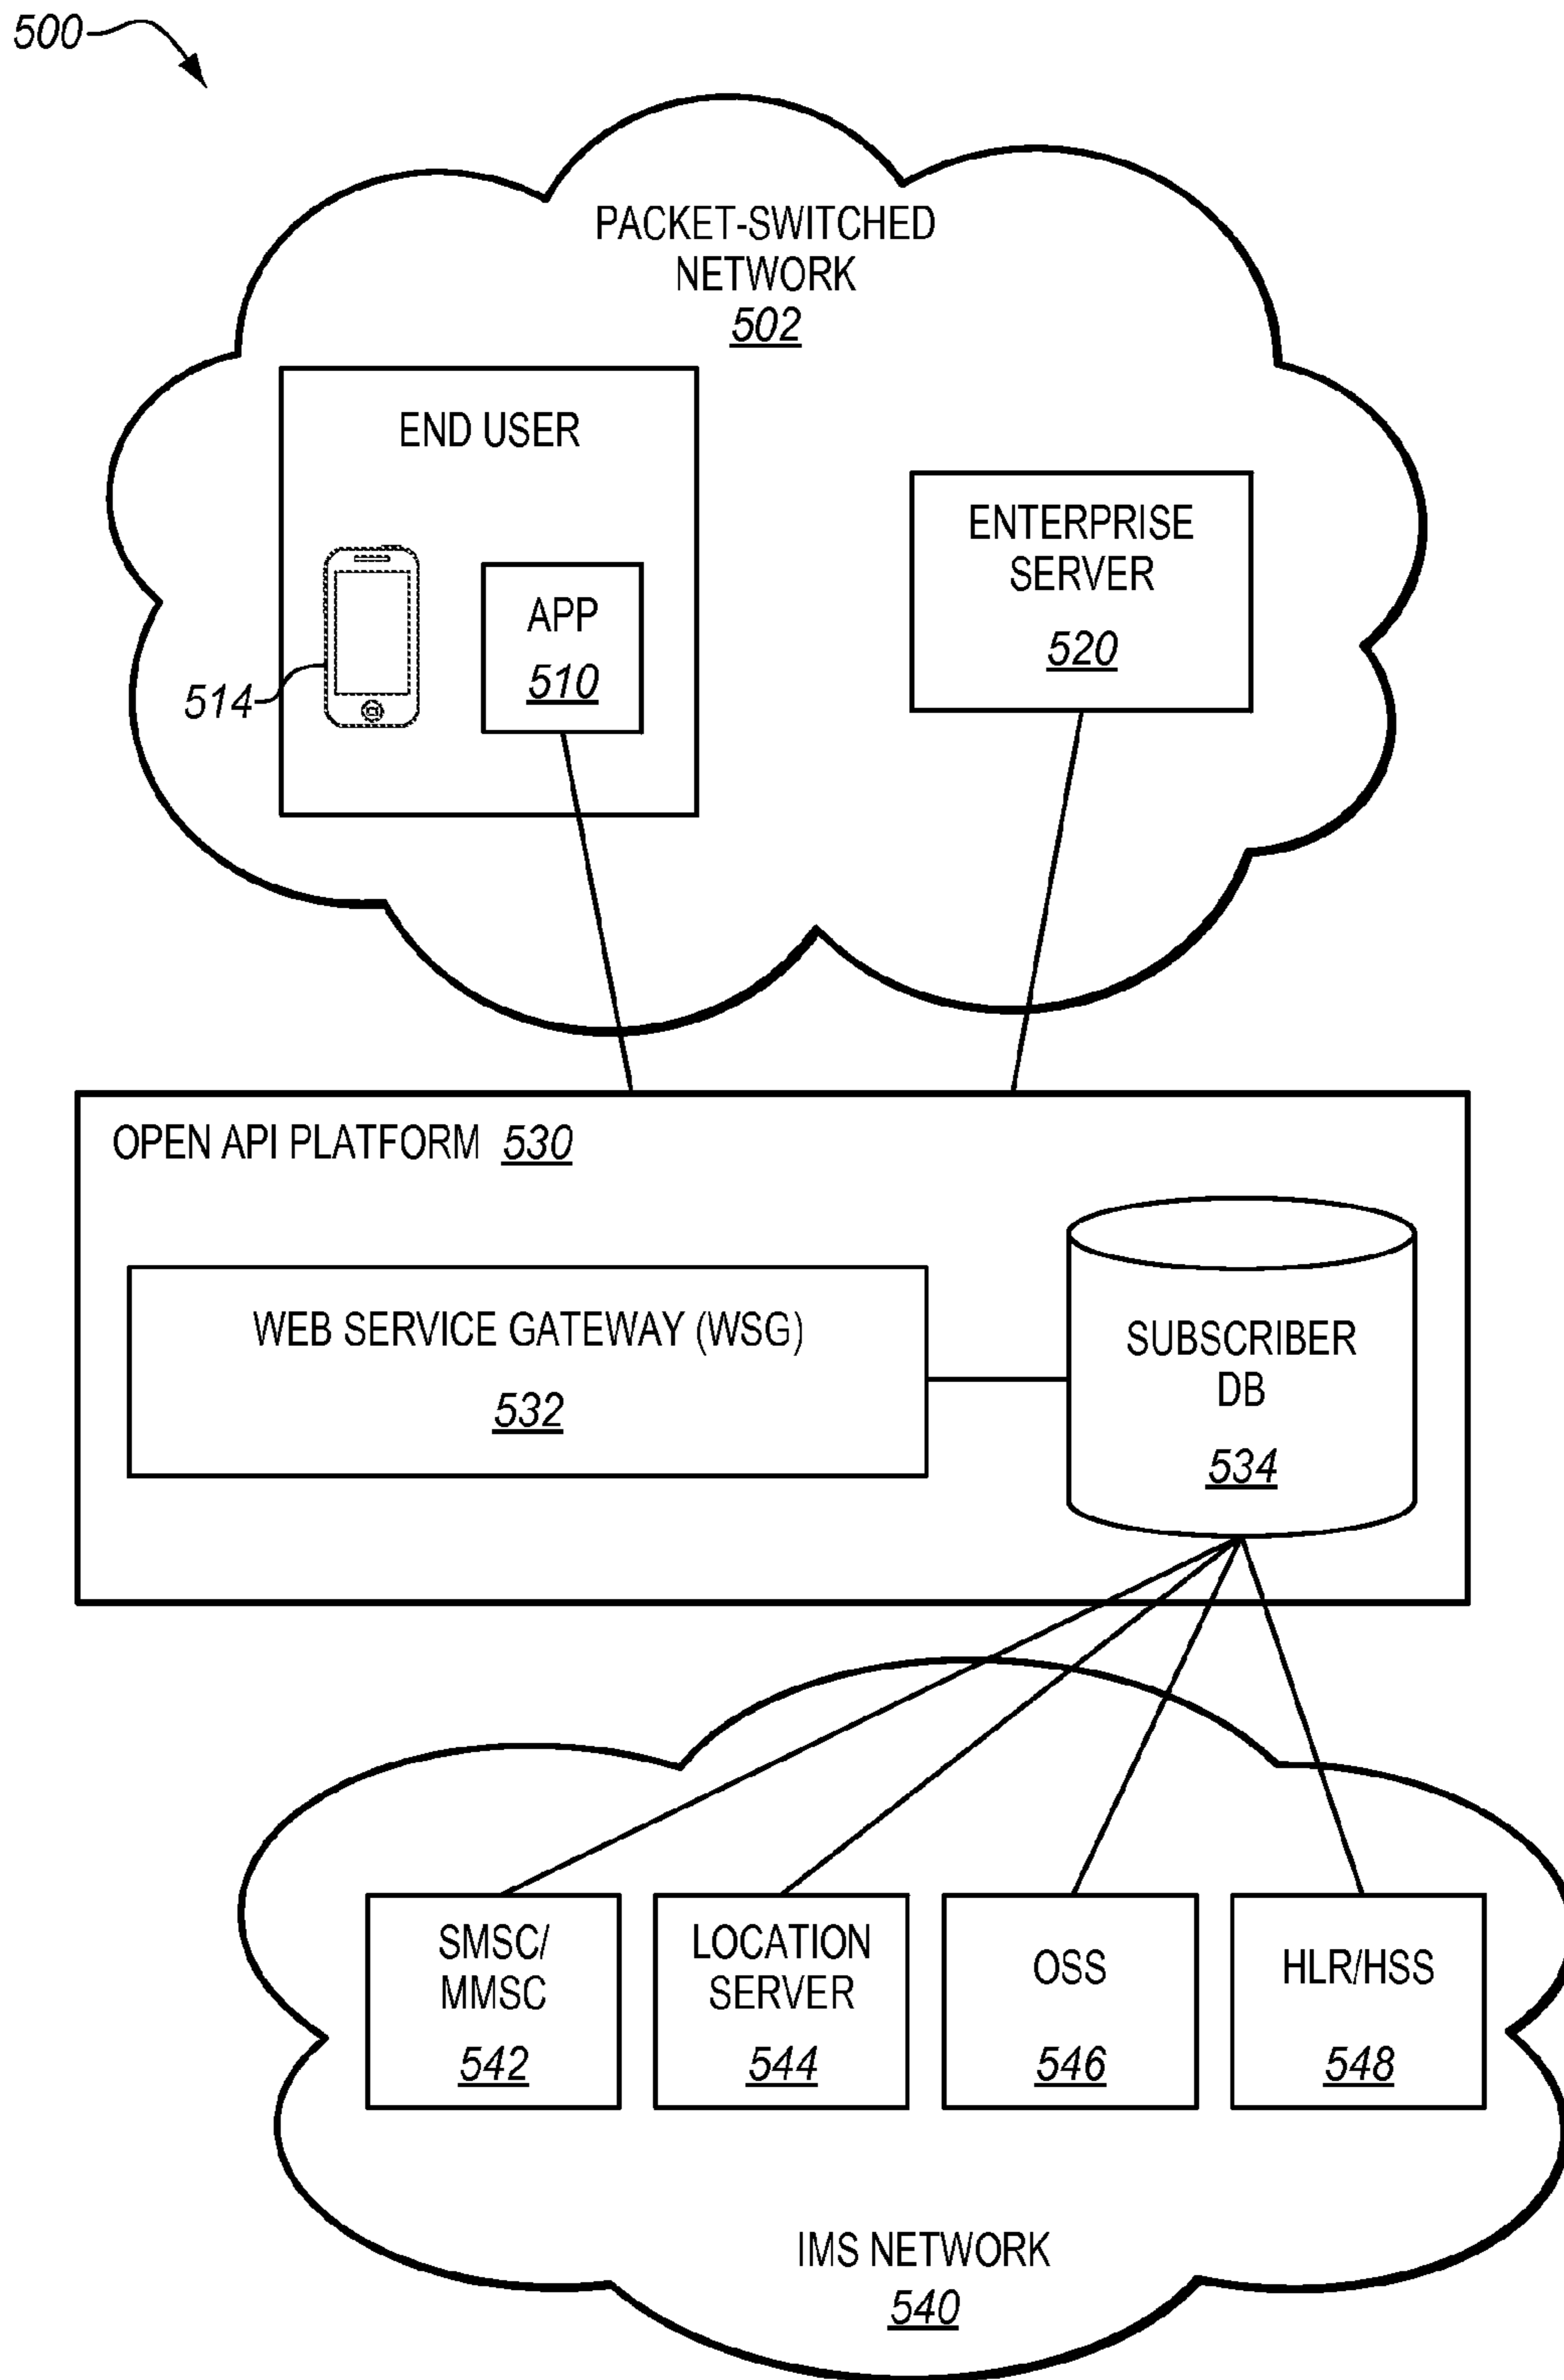 500
PACKET-SWITCHED
NETWORK
502
END USER
514
APP
510
ENTERPRISE
SERVER
520
OPEN API PLATFORM 530
WEB SERVICE GATEWAY (WSG)
532
SUBSCRIBER
DB
534
SMSC/
MMSC
542
LOCATION
SERVER
544
OSS
546
HLR/HSS
548
IMS NETWORK
540